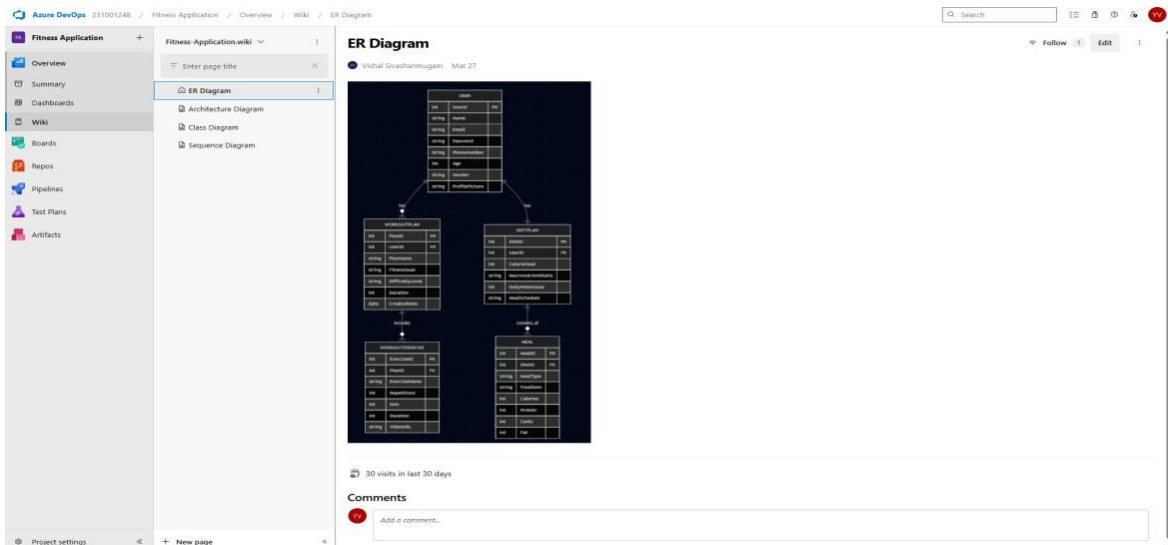 Azure DevOps 231001248 / Fitness Application / Overview / Wiki / ER Diagram
Search
YV
FA Fitness Application +
Overview
Summary
Dashboards
Wiki
Boards
Repos
Pipelines
Test Plans
Artifacts
Project settings
Fitness-Application.wiki
Enter page title
ER Diagram
Architecture Diagram
Class Diagram
Sequence Diagram
+ New page
ER Diagram
Follow 1 Edit
Vishal Sivashanmugam Mar 27
USER
int UserID PK
string Name
string Email
string Password
string PhoneNumber
int Age
string Gender
string ProfilePicture
has
has
WORKOUTPLAN
int PlanID PK
int UserID FK
string PlanName
string FitnessGoal
string DifficultyLevel
int Duration
date CreatedDate
DIETPLAN
int DietID PK
int UserID FK
int CalorieGoal
string MacronutrientRatio
int DailyWaterGoal
string MealSchedule
includes
consists_of
WORKOUTEXERCISE
int ExerciseID PK
int PlanID FK
string ExerciseName
int Repetitions
int Sets
int Duration
string VideoURL
MEAL
int MealID PK
int DietID FK
string MealType
string FoodItems
int Calories
int Protein
int Carbs
int Fat
30 visits in last 30 days
Comments
YV
Add a comment...